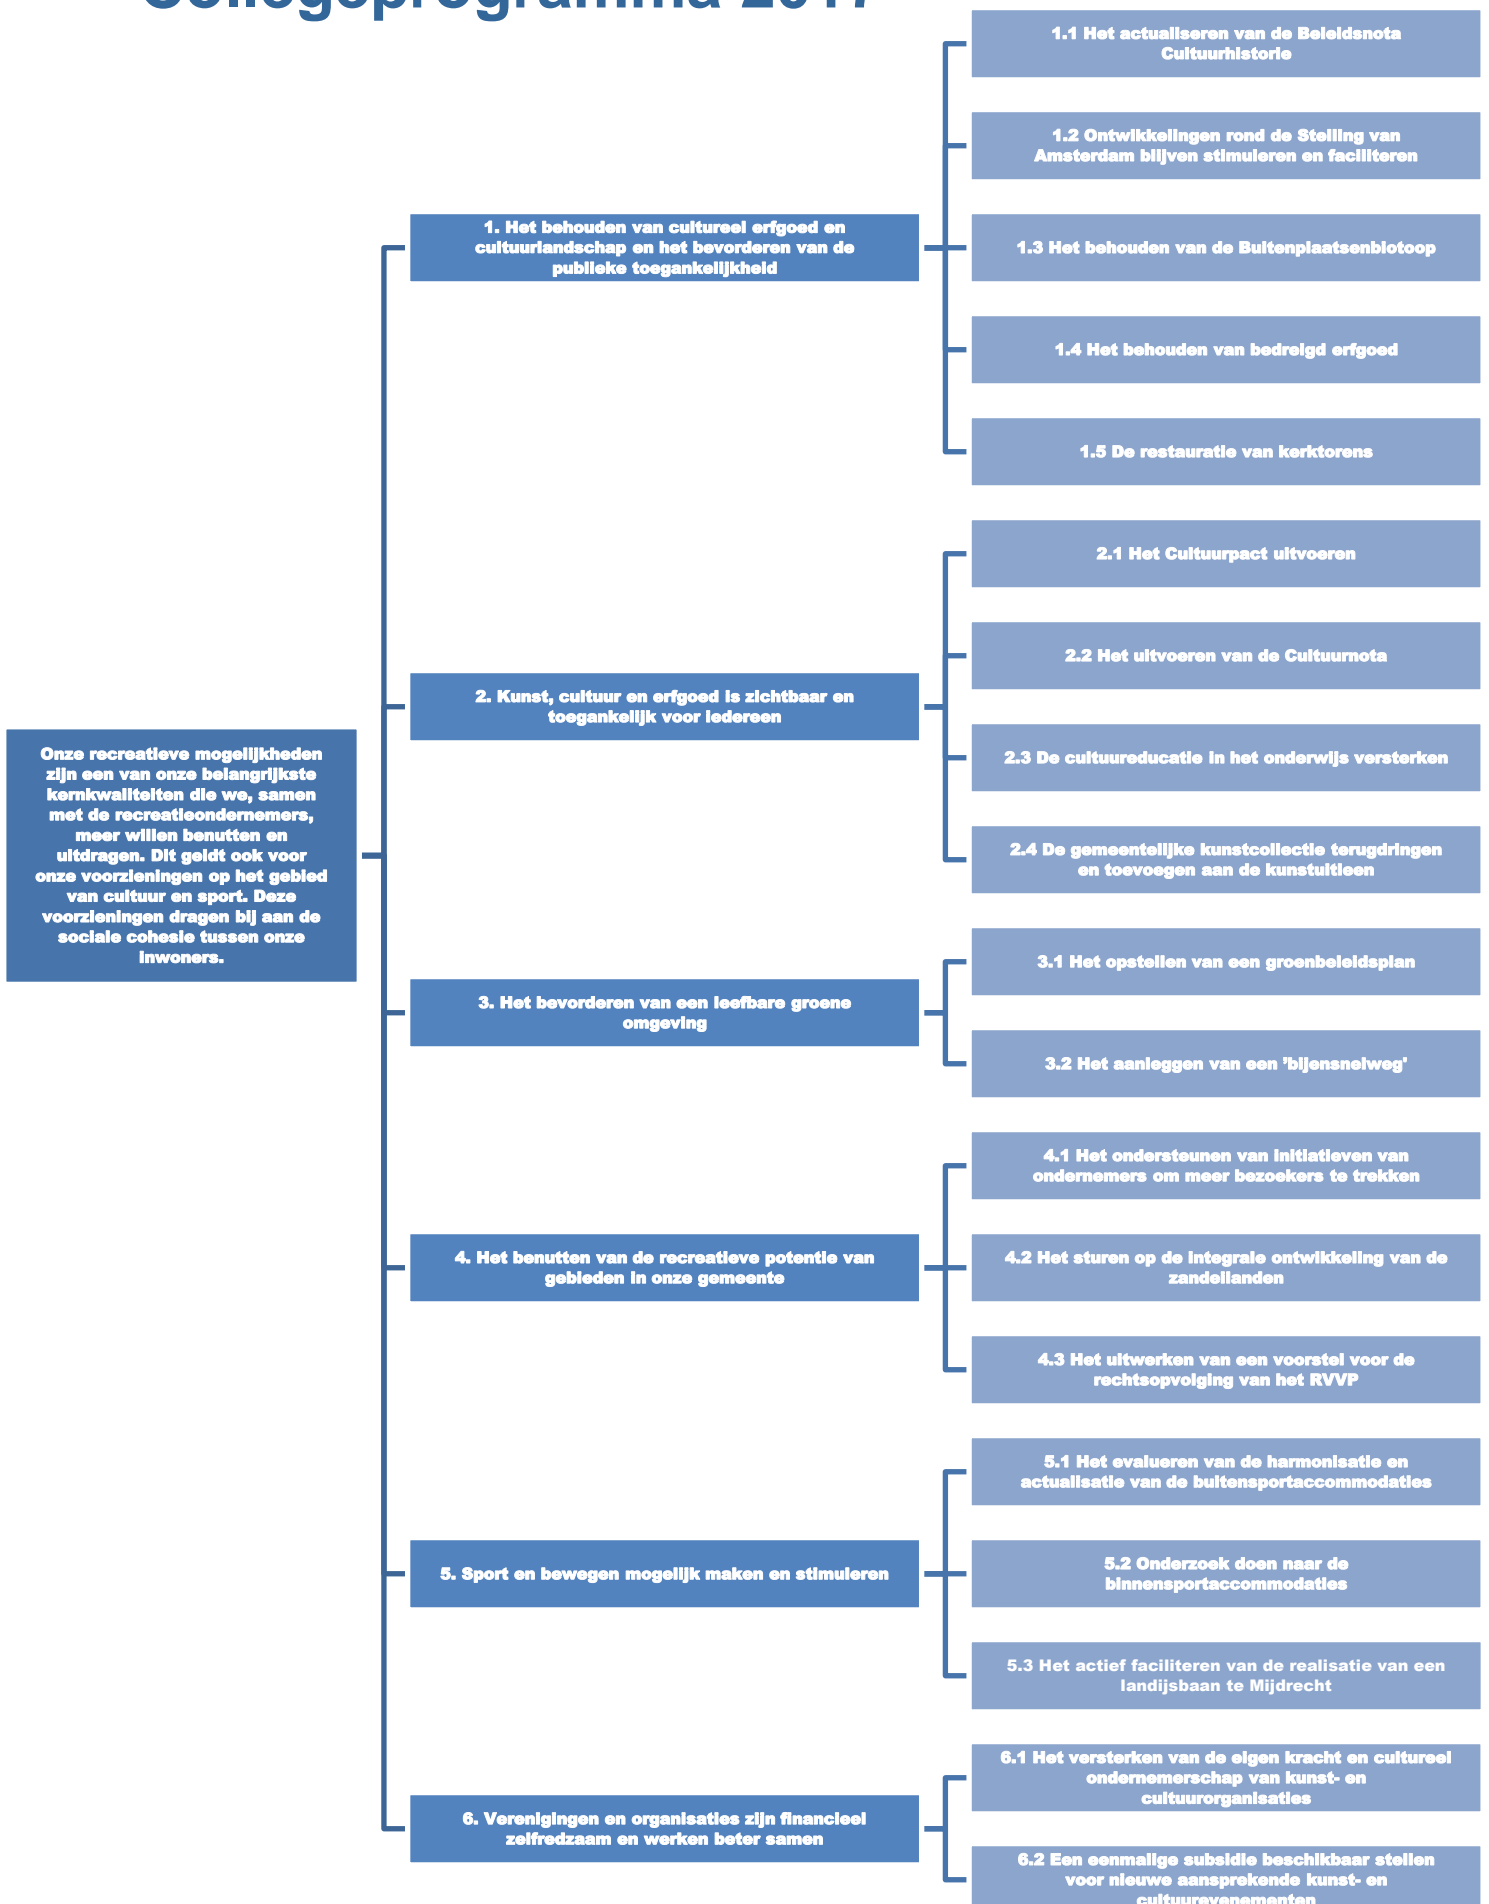 Collegeprogramma 2017
Onze recreatieve mogelijkheden
zijn een van onze belangrijkste
kernkwaliteiten die we, samen
met de recreatieondernemers,
meer willen benutten en
uitdragen. Dit geldt ook voor
onze voorzieningen op het gebied
van cultuur en sport. Deze
voorzieningen dragen bij aan de
sociale cohesie tussen onze
inwoners.
1. Het behouden van cultureel erfgoed en
cultuurlandschap en het bevorderen van de
publieke toegankelijkheid
1.1 Het actualiseren van de Beleidsnota
Cultuurhistorie
1.2 Ontwikkelingen rond de Stelling van
Amsterdam blijven stimuleren en faciliteren
1.3 Het behouden van de Buitenplaatsenbiotoop
1.4 Het behouden van bedreigd erfgoed
1.5 De restauratie van kerktorens
2. Kunst, cultuur en erfgoed is zichtbaar en
toegankelijk voor iedereen
2.1 Het Cultuurpact uitvoeren
2.2 Het uitvoeren van de Cultuurnota
2.3 De cultuureducatie in het onderwijs versterken
2.4 De gemeentelijke kunstcollectie terugdringen
en toevoegen aan de kunstuitleen
3. Het bevorderen van een leefbare groene
omgeving
3.1 Het opstellen van een groenbeleidsplan
3.2 Het aanleggen van een 'bijensnelweg'
4. Het benutten van de recreatieve potentie van
gebieden in onze gemeente
4.1 Het ondersteunen van initiatieven van
ondernemers om meer bezoekers te trekken
4.2 Het sturen op de integrale ontwikkeling van de
zandeilanden
4.3 Het uitwerken van een voorstel voor de
rechtsopvolging van het RVVP
5. Sport en bewegen mogelijk maken en stimuleren
5.1 Het evalueren van de harmonisatie en
actualisatie van de buitensportaccommodaties
5.2 Onderzoek doen naar de
binnensportaccommodaties
5.3 Het actief faciliteren van de realisatie van een
landijsbaan te Mijdrecht
6. Verenigingen en organisaties zijn financieel
zelfredzaam en werken beter samen
6.1 Het versterken van de eigen kracht en cultureel
ondernemerschap van kunst- en
cultuurorganisaties
6.2 Een eenmalige subsidie beschikbaar stellen
voor nieuwe aansprekende kunst- en
cultuurevenementen